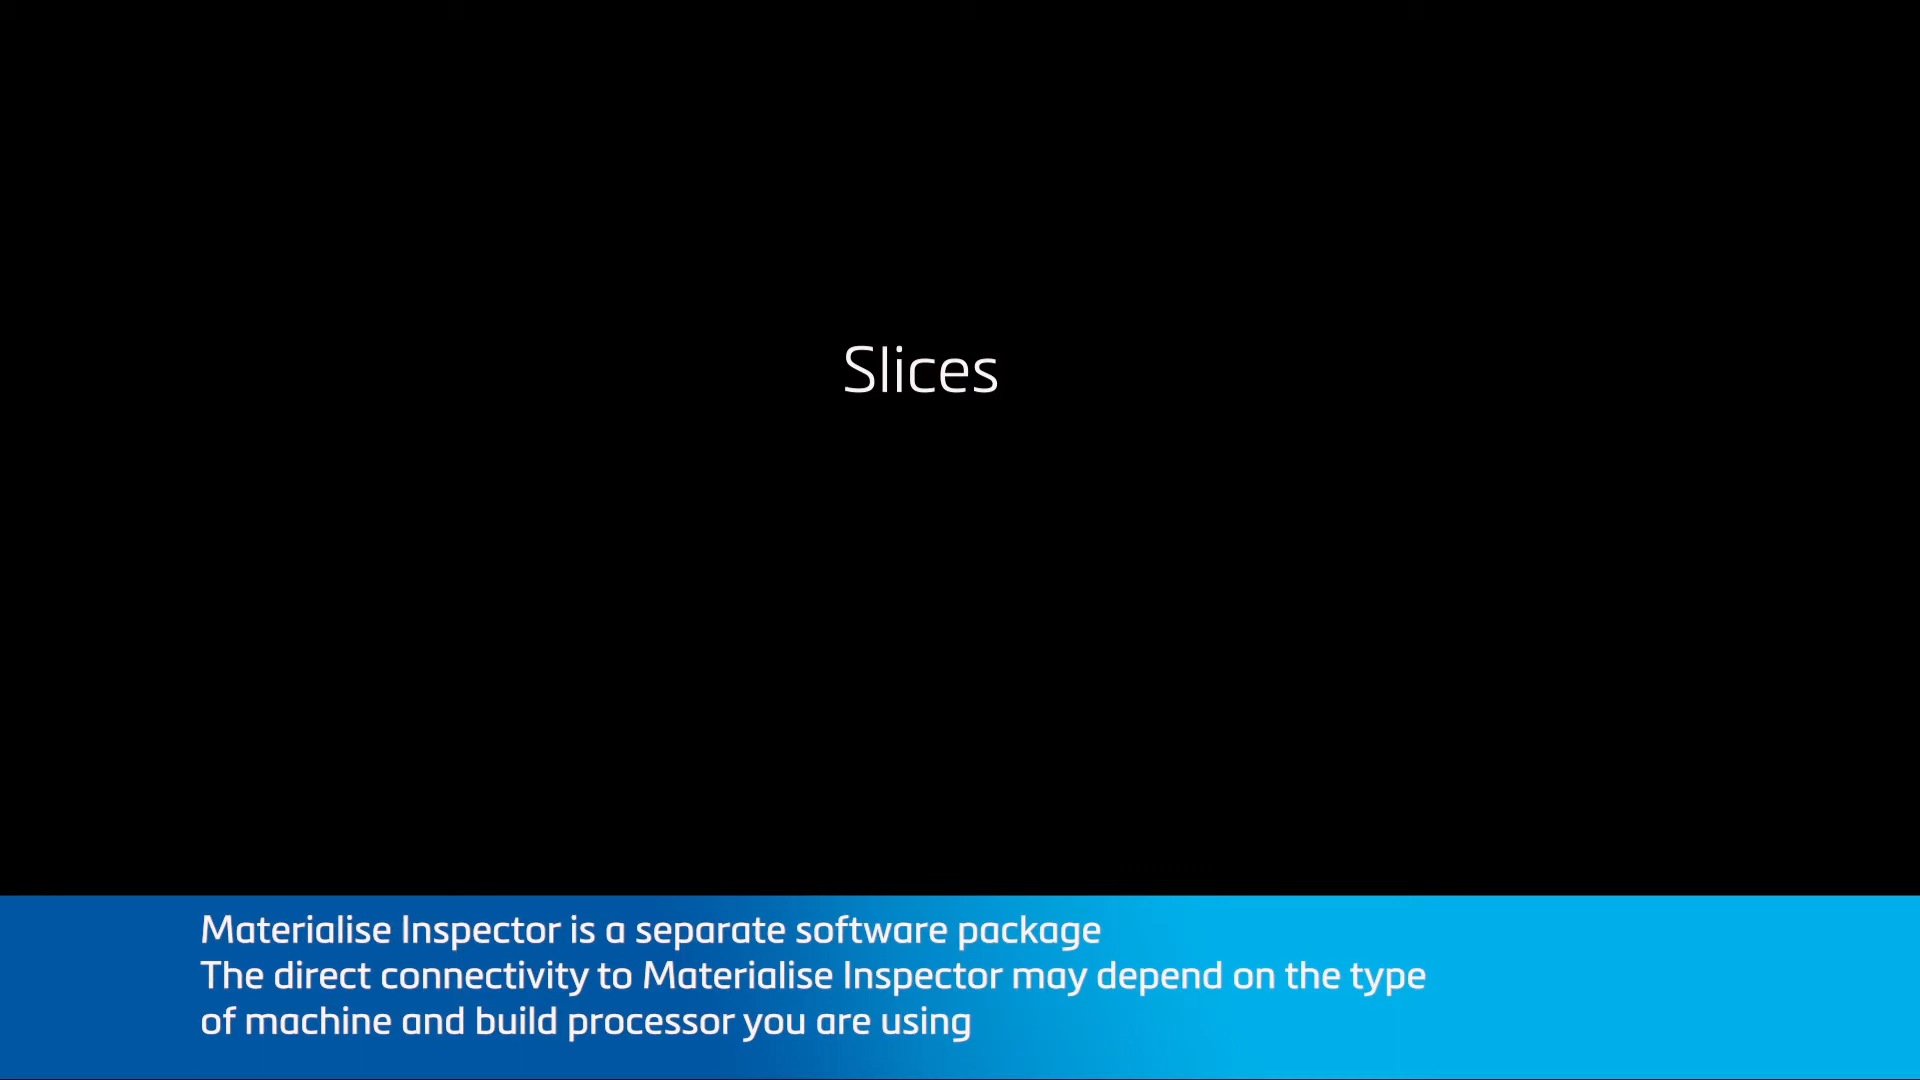 Slices
Materialise Inspector is a separate software package
The direct connectivity to Materialise Inspector may depend on the type
of machine and build processor you are using